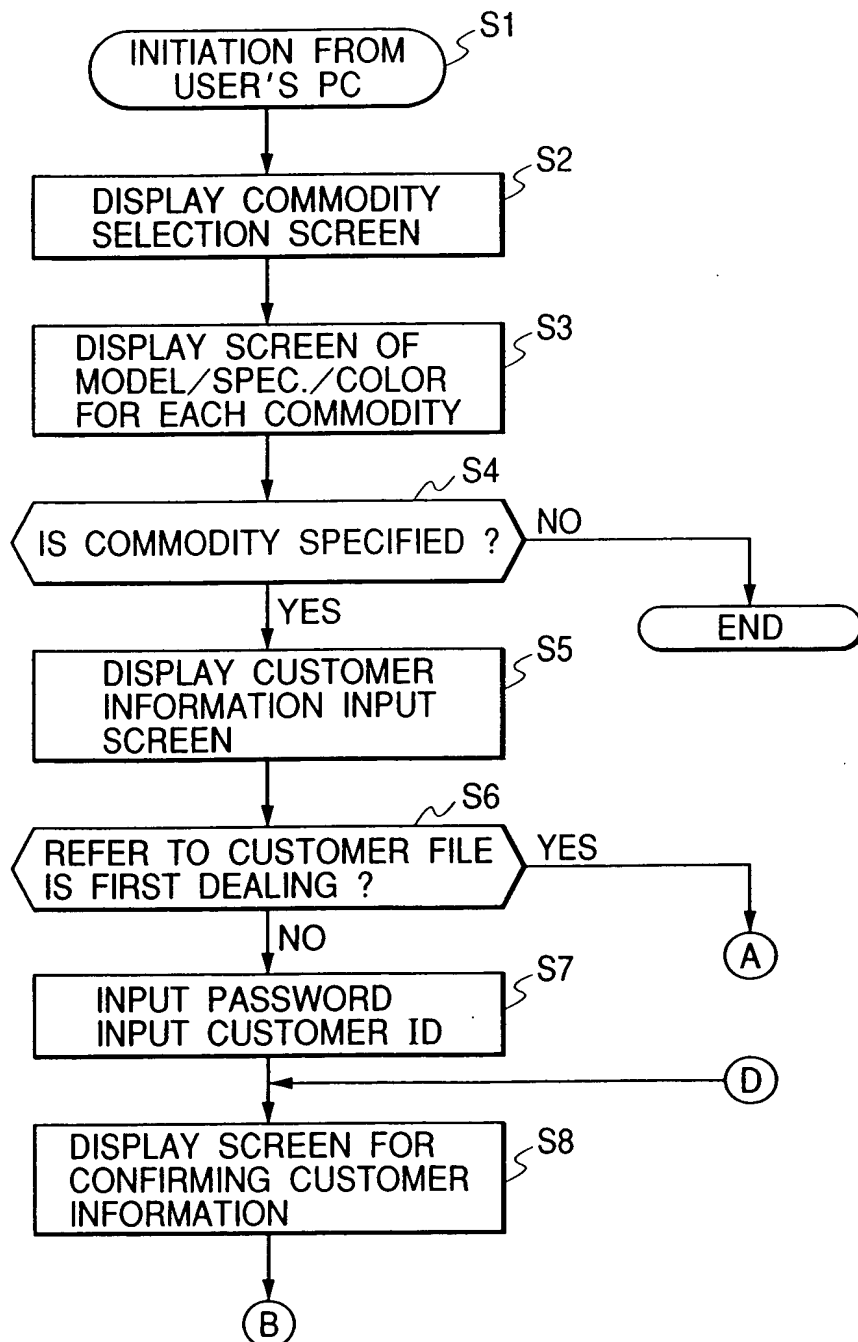 S1
INITIATION FROM
USER'S PC
S2
DISPLAY COMMODITY
SELECTION SCREEN
S3
DISPLAY SCREEN OF
MODEL/SPEC./COLOR
FOR EACH COMMODITY
S4
IS COMMODITY SPECIFIED ?
NO
YES
END
S5
DISPLAY CUSTOMER
INFORMATION INPUT
SCREEN
S6
REFER TO CUSTOMER FILE
IS FIRST DEALING ?
YES
NO
A
S7
INPUT PASSWORD
INPUT CUSTOMER ID
D
S8
DISPLAY SCREEN FOR
CONFIRMING CUSTOMER
INFORMATION
B